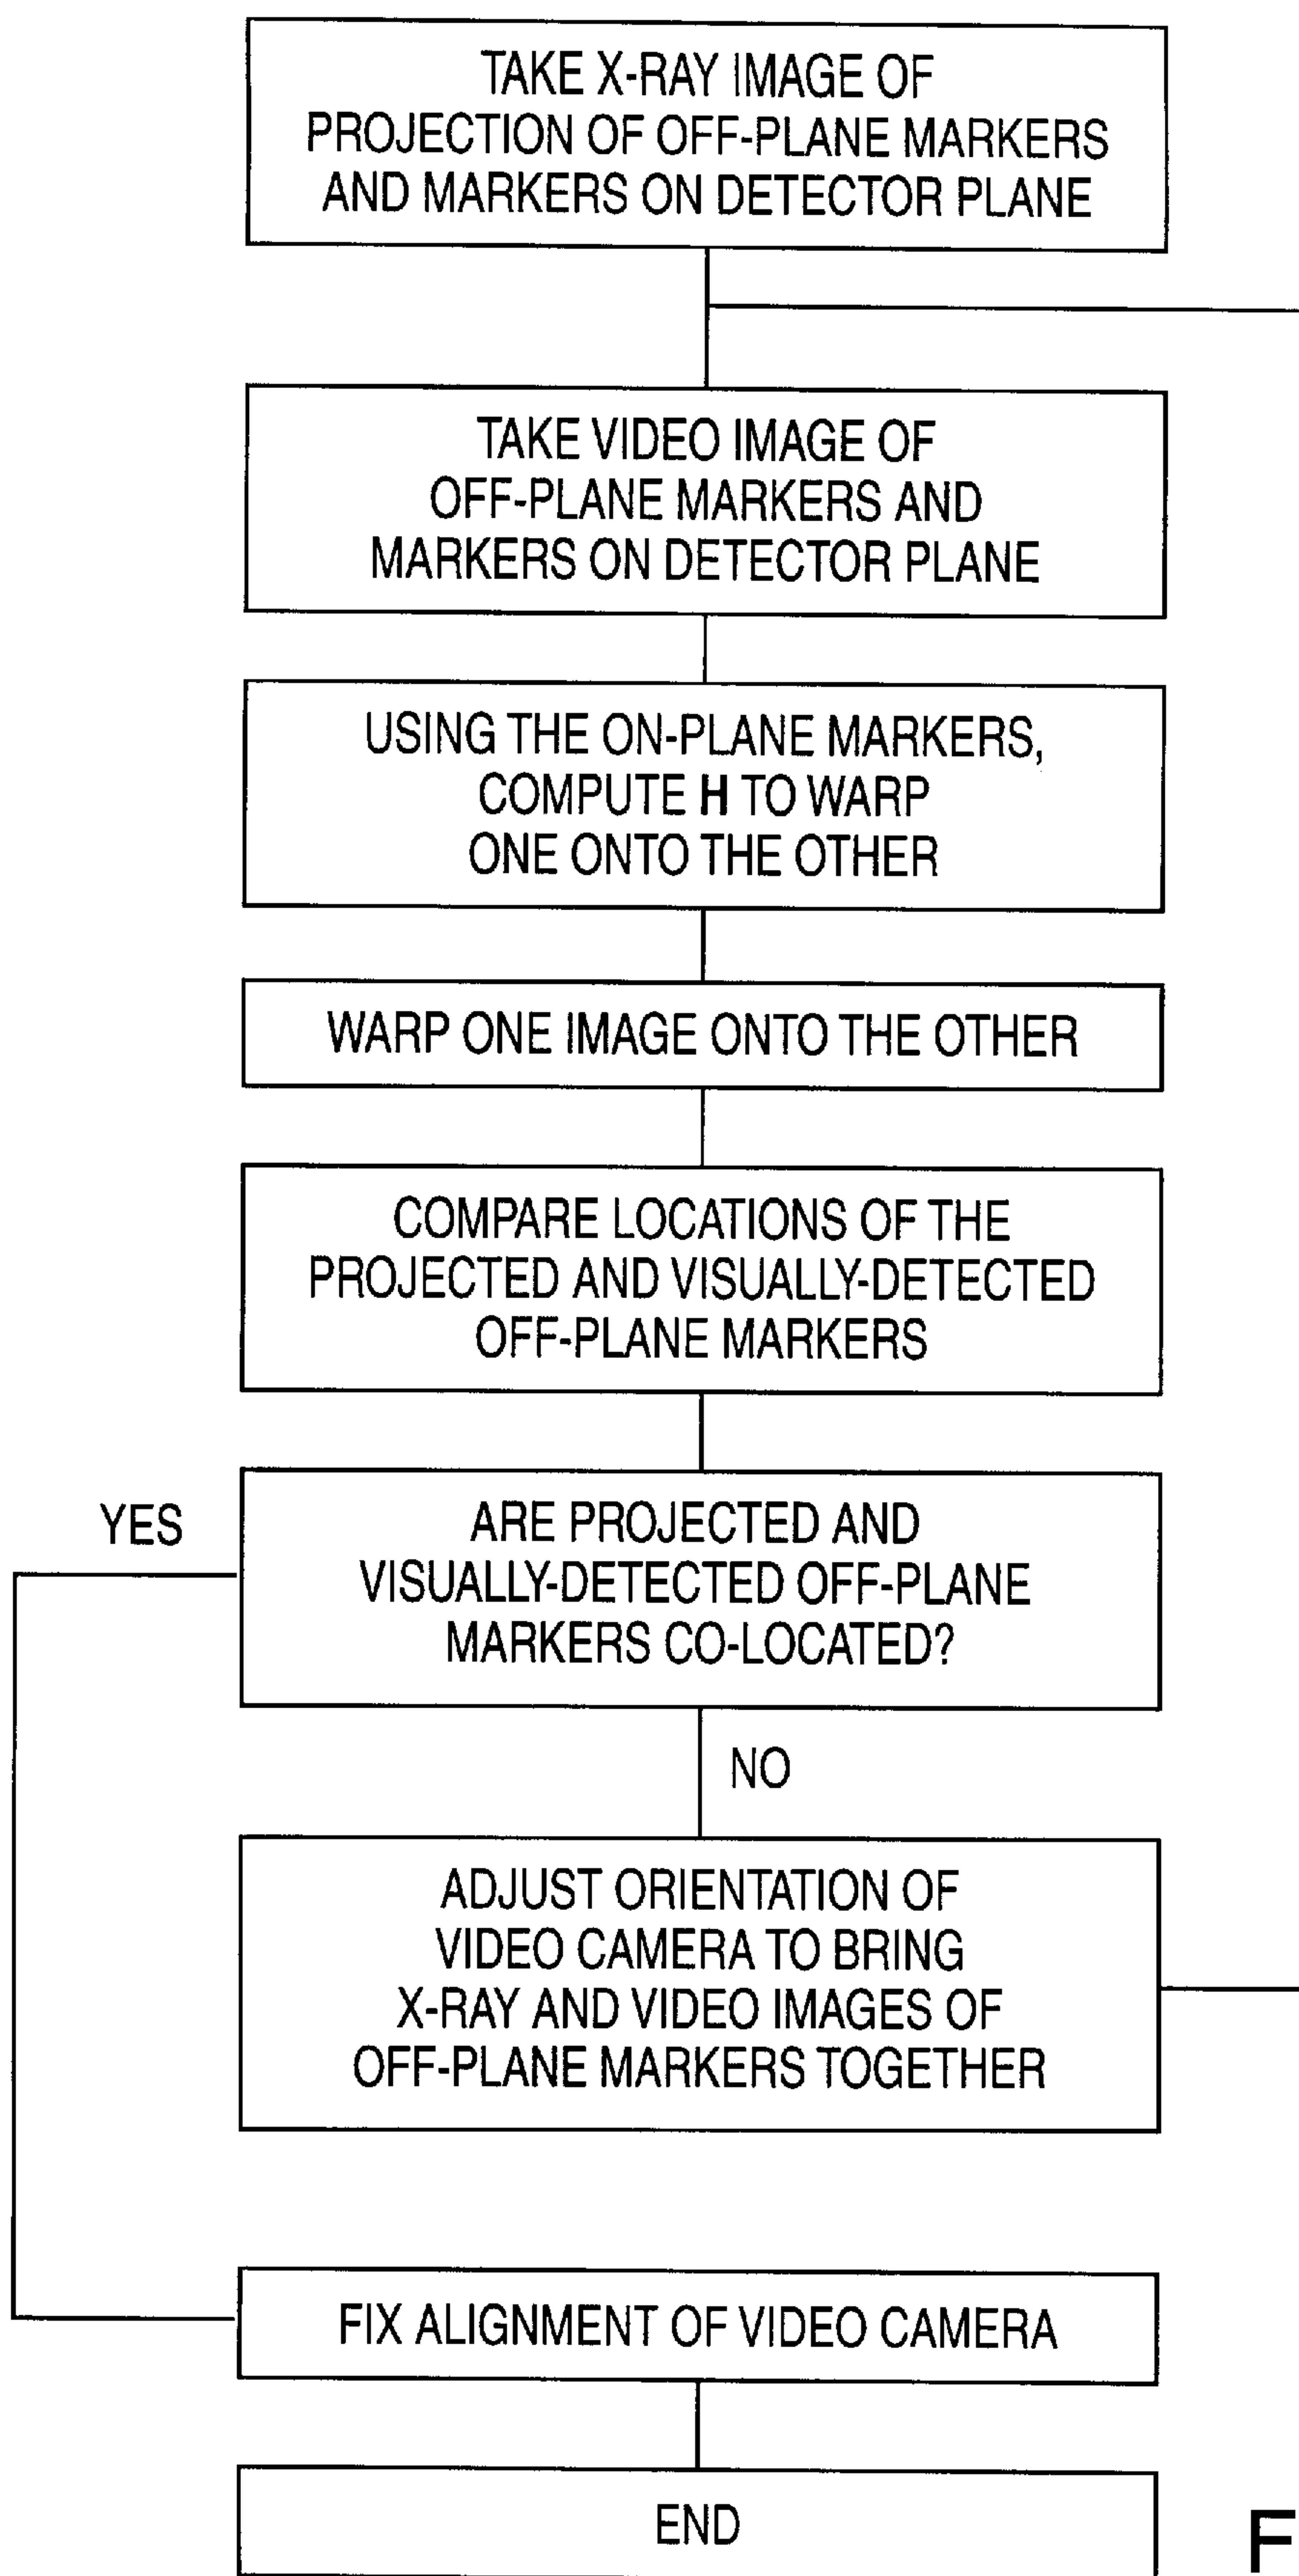 TAKE X-RAY IMAGE OF
PROJECTION OF OFF-PLANE MARKERS
AND MARKERS ON DETECTOR PLANE
TAKE VIDEO IMAGE OF
OFF-PLANE MARKERS AND
MARKERS ON DETECTOR PLANE
USING THE ON-PLANE MARKERS,
COMPUTE H TO WARP
ONE ONTO THE OTHER
WARP ONE IMAGE ONTO THE OTHER
COMPARE LOCATIONS OF THE
PROJECTED AND VISUALLY-DETECTED
OFF-PLANE MARKERS
YES
ARE PROJECTED AND
VISUALLY-DETECTED OFF-PLANE
MARKERS CO-LOCATED?
NO
ADJUST ORIENTATION OF
VIDEO CAMERA TO BRING
X-RAY AND VIDEO IMAGES OF
OFF-PLANE MARKERS TOGETHER
FIX ALIGNMENT OF VIDEO CAMERA
END
F